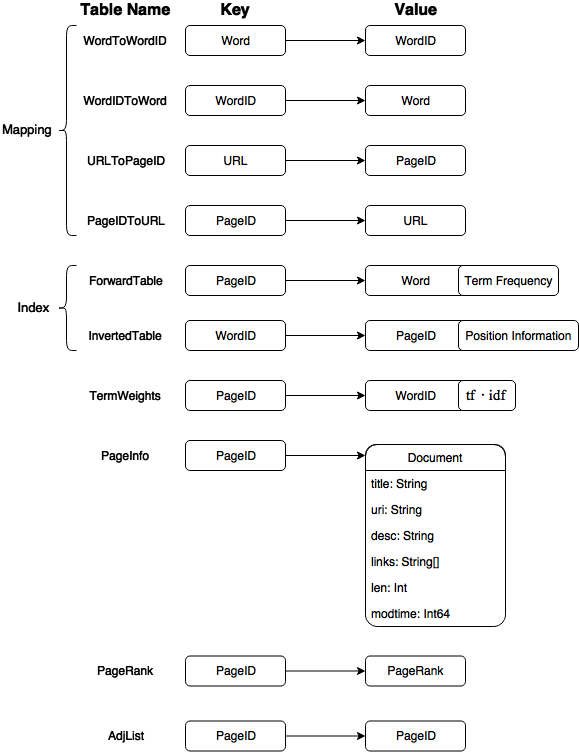 Table Name Key Value
WordToWordID Word WordID
WordIDToWord WordID Word
Mapping
URLToPageID URL PageID
PageIDToURL PageID URL
ForwardTable PageID Word Term Frequency
Index
InvertedTable WordID PageID Position Information
TermWeights PageID WordID tf · idf
PageInfo PageID Document
title: String
uri: String
desc: String
links: String[]
len: Int
modtime: Int64
PageRank PageID PageRank
AdjList PageID PageID